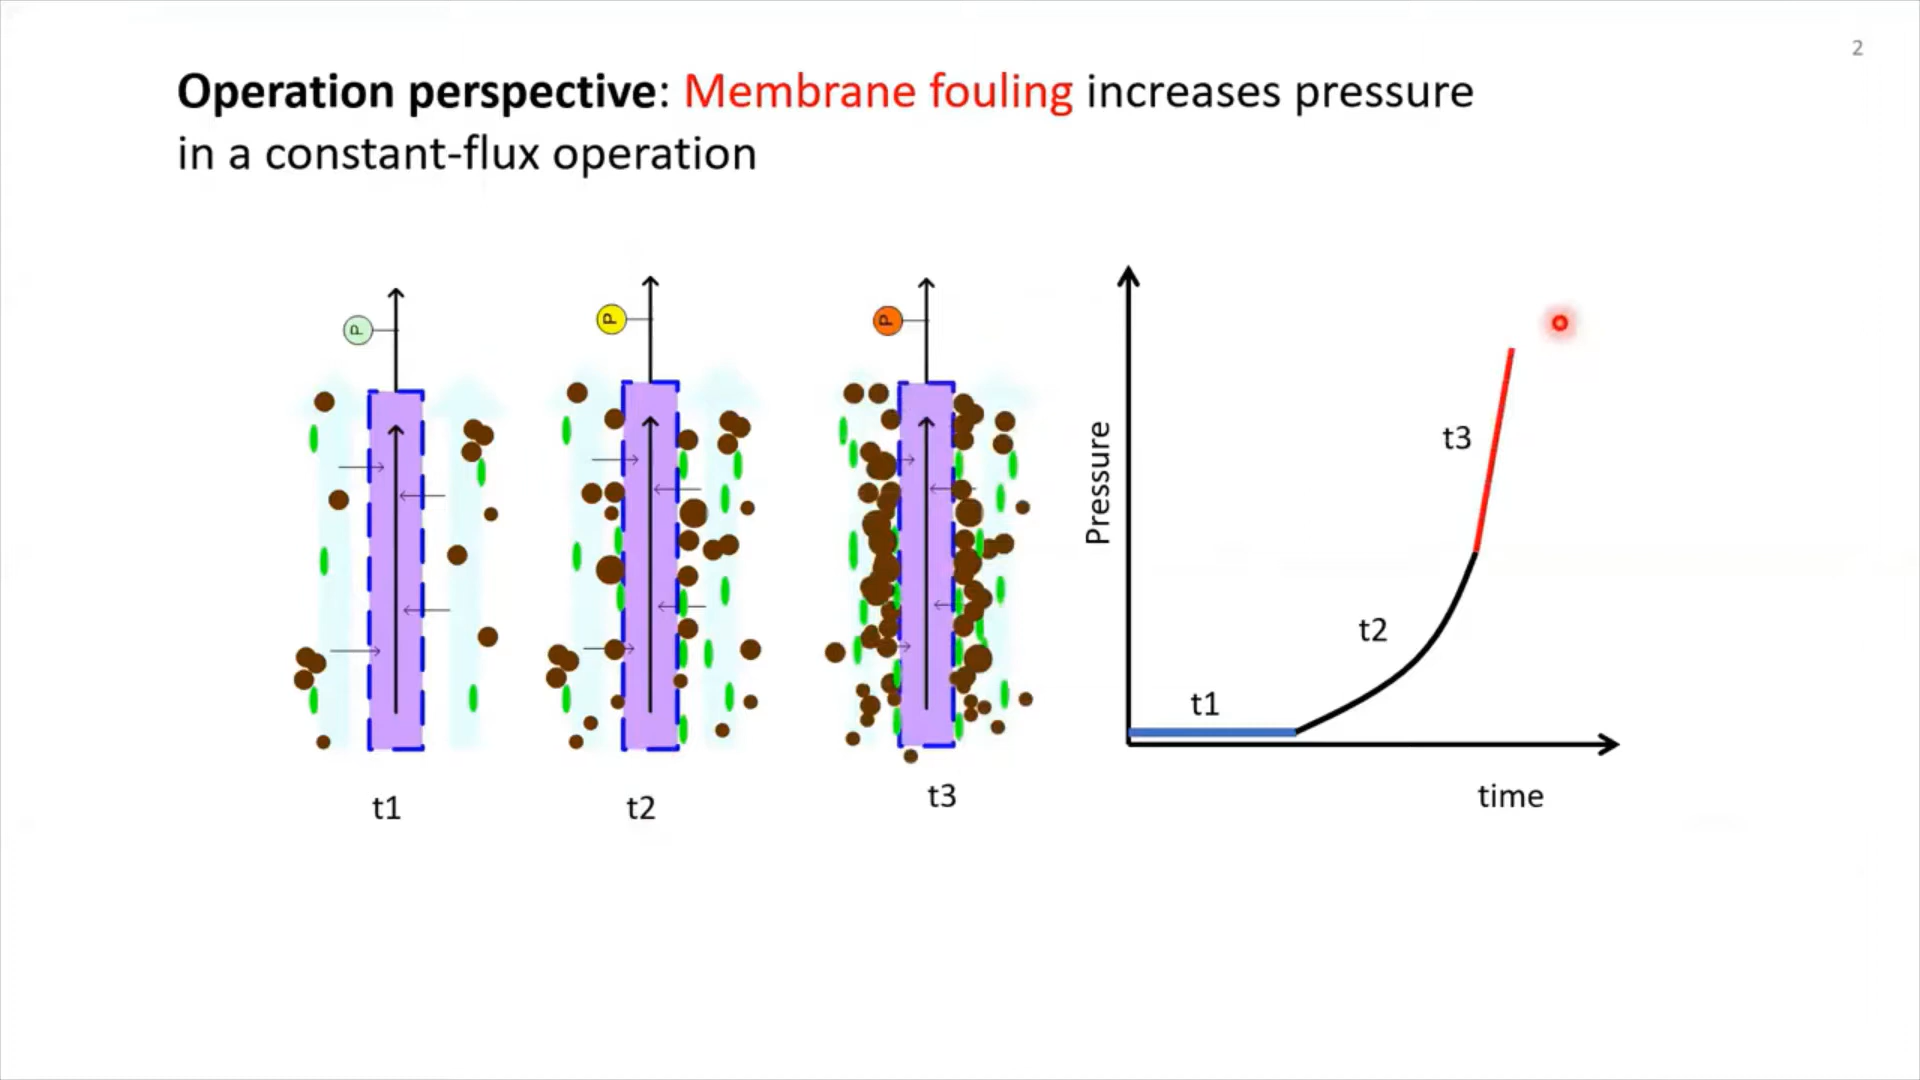 2
Operation perspective: Membrane fouling increases pressure
in a constant-flux operation
P
P
P
t1
t2
t3
Pressure
t3
t2
t1
time